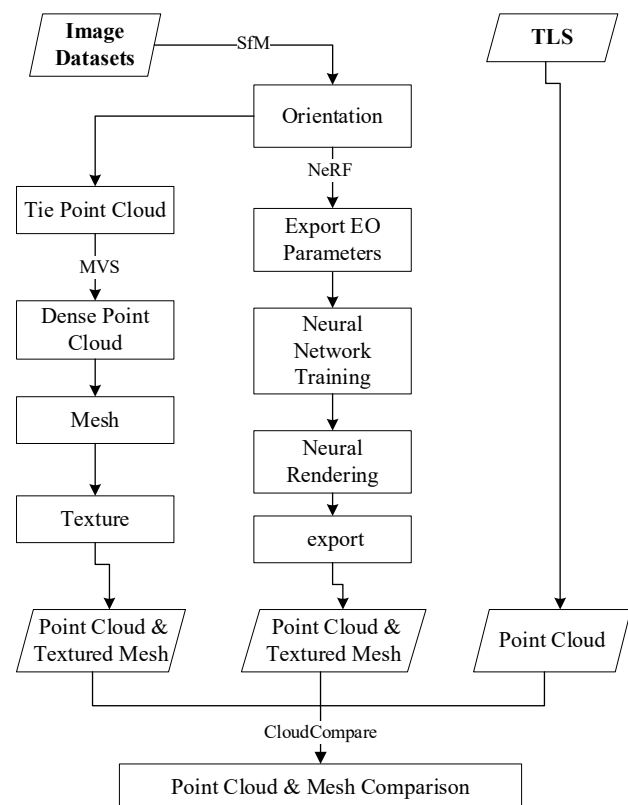 Image
Datasets
SfM
TLS
Orientation
NeRF
Tie Point Cloud
MVS
Dense Point
Cloud
Mesh
Texture
Export EO
Parameters
Neural
Network
Training
Neural
Rendering
export
Point Cloud &
Textured Mesh
Point Cloud &
Textured Mesh
Point Cloud
CloudCompare
Point Cloud & Mesh Comparison